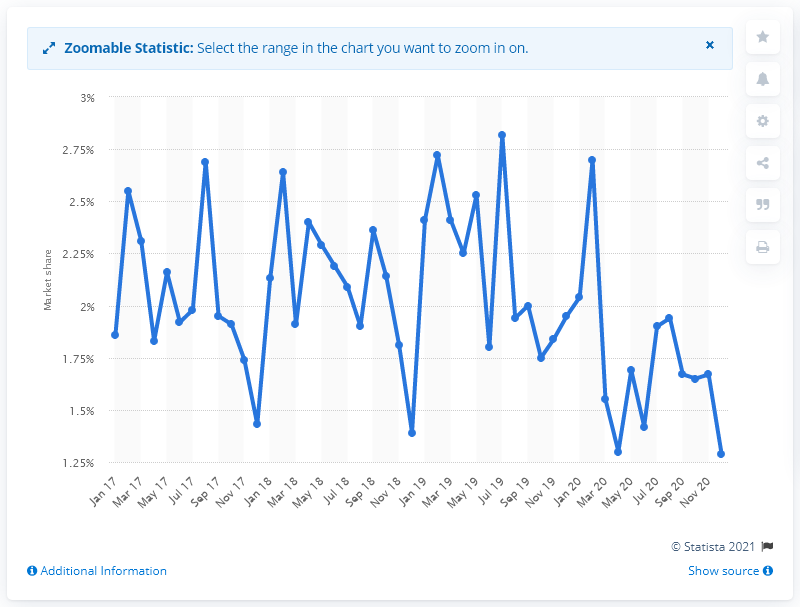 Zoomable Statistic: Select the range in the chart you want to zoom in on.
×
3%
2.75%
2.5%
2.25%
2%
1.75%
1.5%
1.25%
Market share
Jan 17
Mar 17
May 17
Jul 17
Sep 17
Nov 17
Jan 18
Mar 18
May 18
Jul 18
Sep 18
Nov 18
Jan 19
Mar 19
May 19
Jul 19
Sep 19
Nov 19
Jan 20
Mar 20
May 20
Jul 20
Sep 20
Nov 20
© Statista 2021
Additional Information
Show source